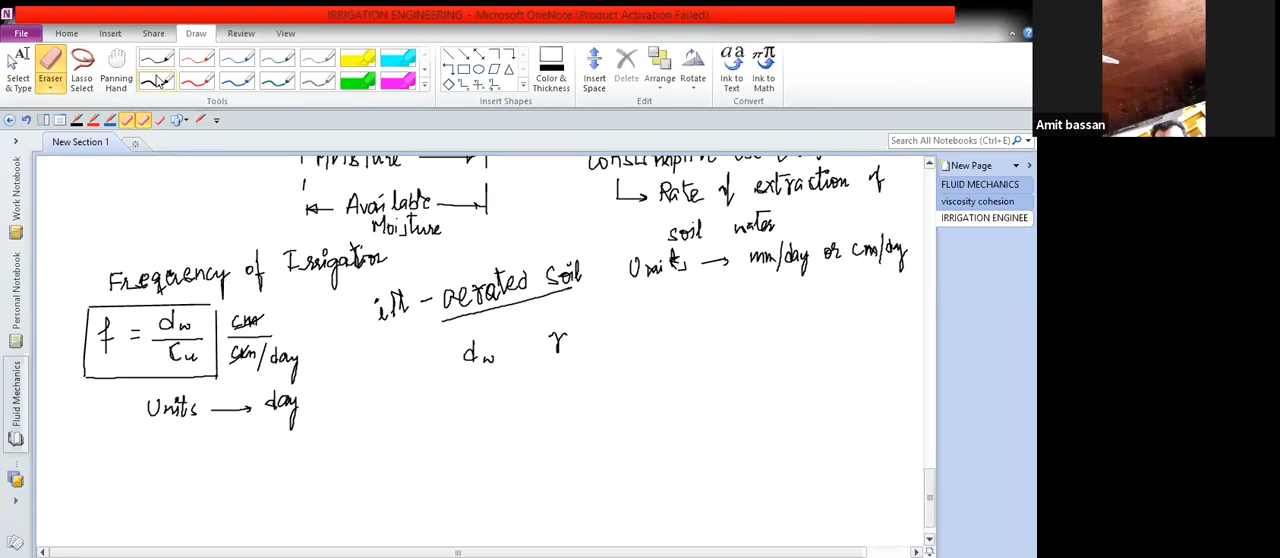 IRRIGATION ENGINEERING - Microsoft OneNote (Product Activation Failed)
File Home Insert Share Draw Review View
Select & Type Eraser Lasso Select Panning Hand Color & Thickness Insert Space Delete Arrange Rotate Ink to Text Ink to Math
Tools Insert Shapes Edit Convert
Amit bassan
New Section 1
Search All Notebooks (Ctrl+E)
New Page
FLUID MECHANICS
viscosity cohesion
IRRIGATION ENGINEE
Work Notebook
Personal Notebook
Fluid Mechanics
Moisture
Available
Moisture
Consumptive use
Rate of extraction of
soil water
Units → mm/day or cm/day
Frequency of Irrigation
f = dw/Cu cm/cm/day
Units → day
aerated soil
dw γ